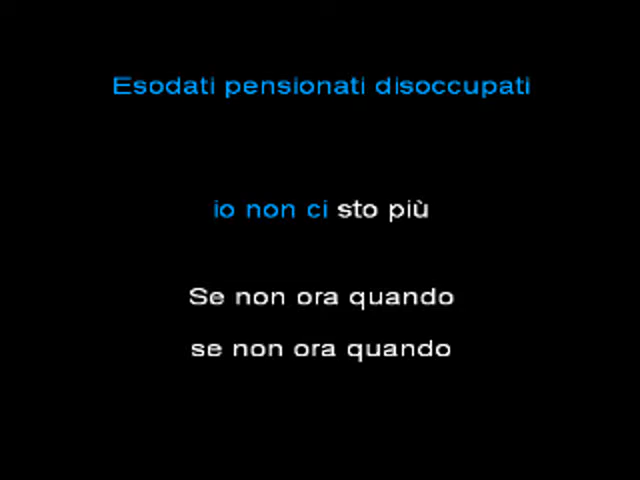 Esodati pensionati disoccupati
io non ci sto più
Se non ora quando
se non ora quando